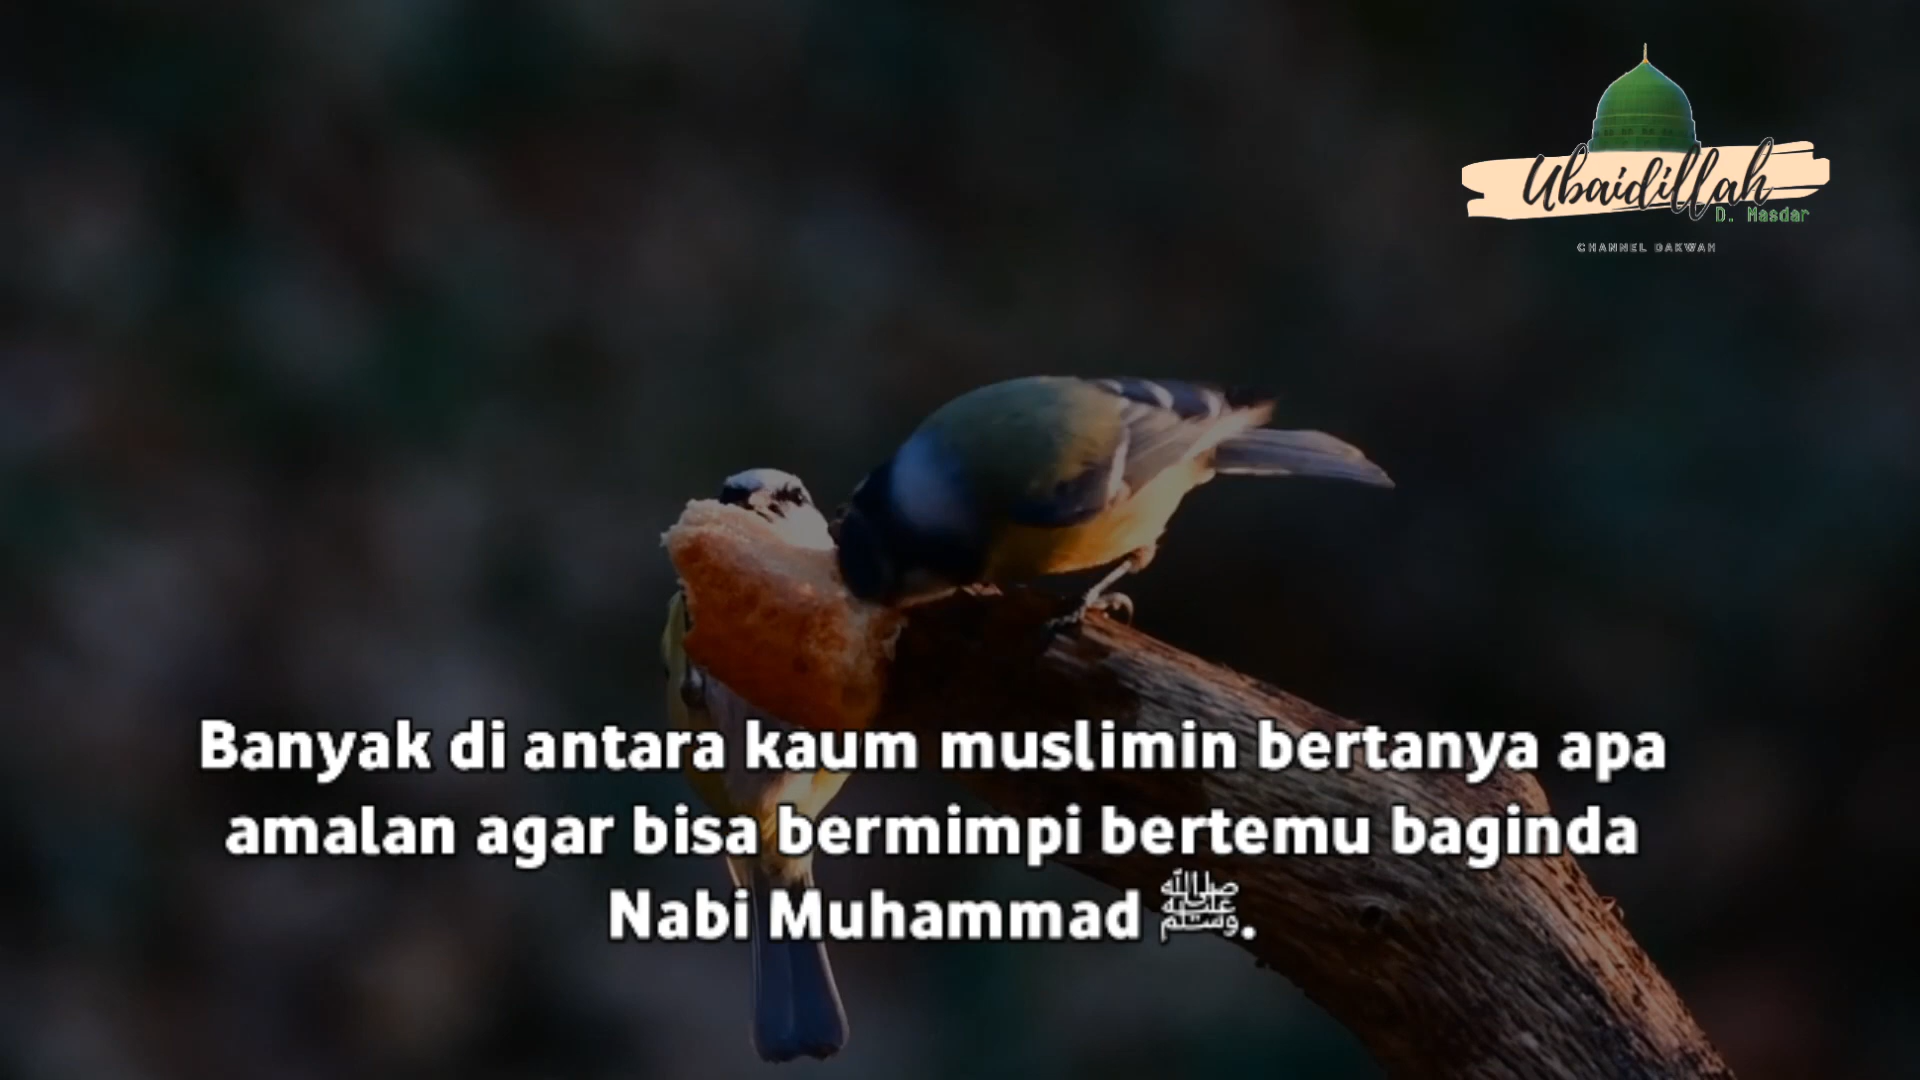 Ubaidillah
D. Masdar
CHANNEL DAKWAH
Banyak di antara kaum muslimin bertanya apa
amalan agar bisa bermimpi bertemu baginda
Nabi Muhammad ﷺ.